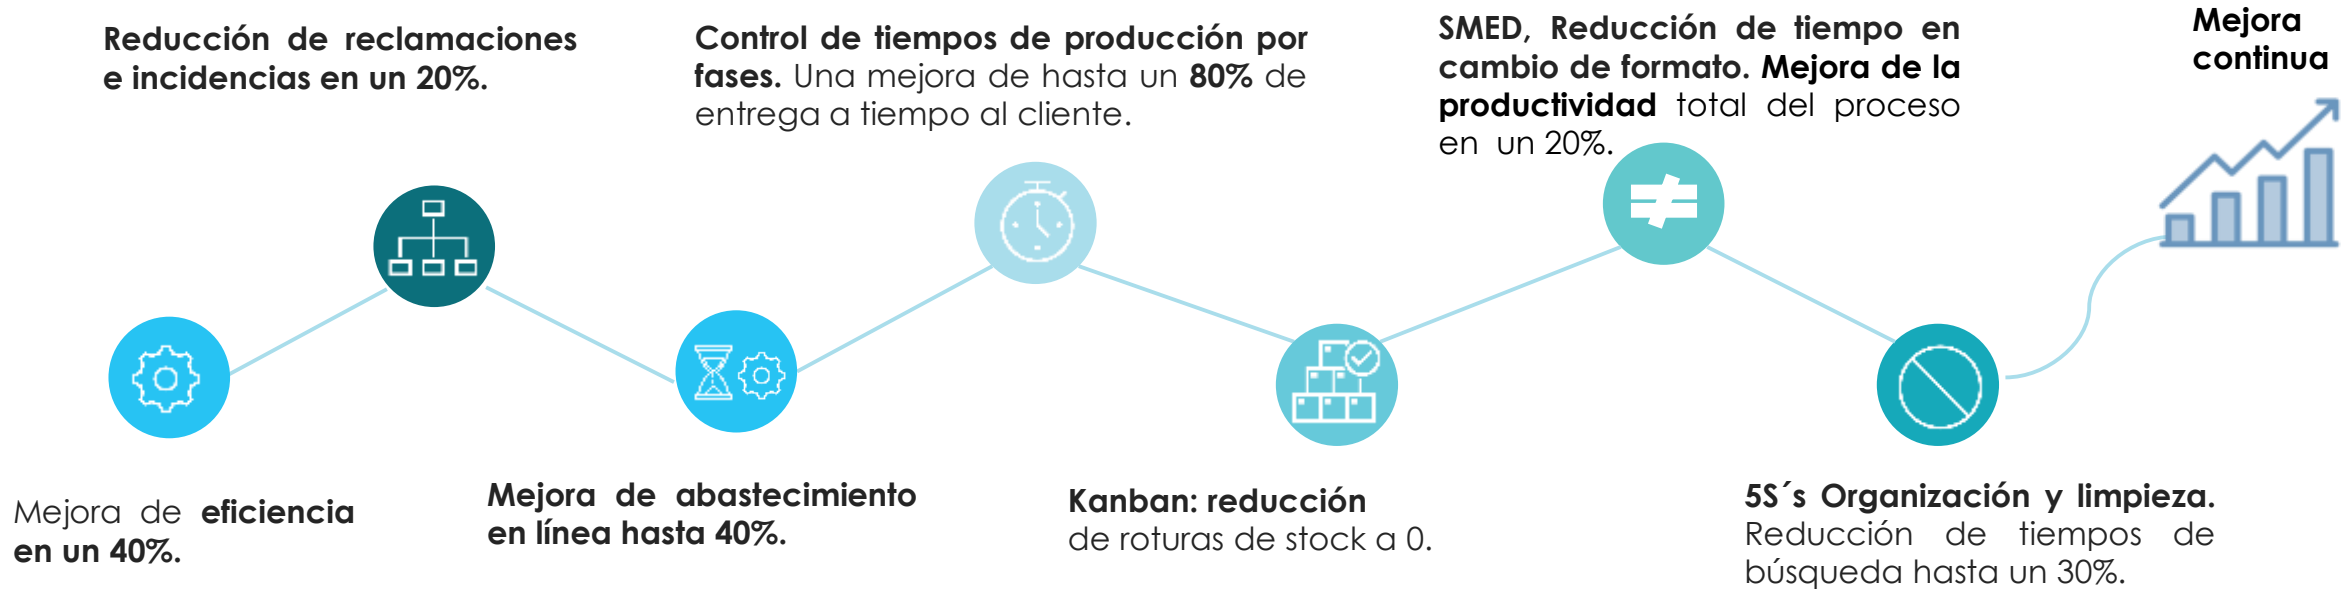 Reducción de reclamaciones
e incidencias en un 20%.
Control de tiempos de producción por
fases. Una mejora de hasta un 80% de
entrega a tiempo al cliente.
SMED, Reducción de tiempo en
cambio de formato. Mejora de la
productividad total del proceso
en un 20%.
Mejora
continua
Mejora de eficiencia
en un 40%.
Mejora de abastecimiento
en línea hasta 40%.
Kanban: reducción
de roturas de stock a 0.
5S´s Organización y limpieza.
Reducción de tiempos de
búsqueda hasta un 30%.